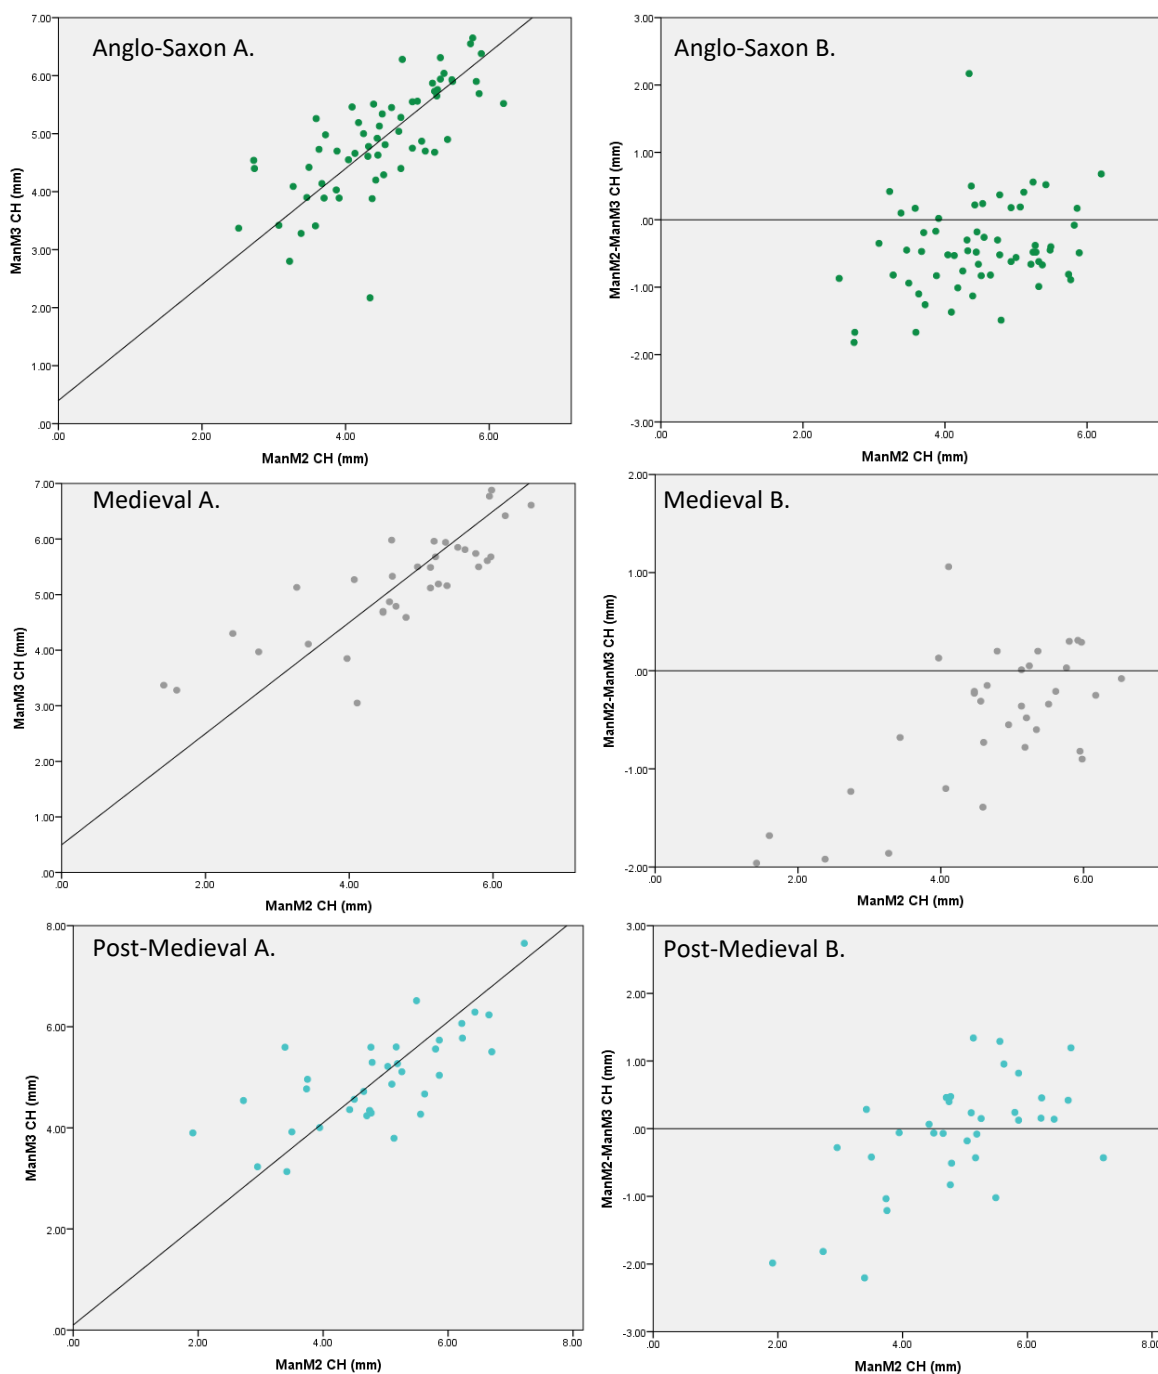 Anglo-Saxon A.
7.00
6.00
5.00
4.00
3.00
2.00
1.00
.00
ManM3 CH (mm)
.00 2.00 4.00 6.00
ManM2 CH (mm)
Anglo-Saxon B.
3.00
2.00
1.00
.00
-1.00
-2.00
-3.00
ManM2-ManM3 CH (mm)
.00 2.00 4.00 6.00
ManM2 CH (mm)
Medieval A.
7.00
6.00
5.00
4.00
3.00
2.00
1.00
.00
ManM3 CH (mm)
.00 2.00 4.00 6.00
ManM2 CH (mm)
Medieval B.
2.00
1.00
.00
-1.00
-2.00
ManM2-ManM3 CH (mm)
.00 2.00 4.00 6.00
ManM2 CH (mm)
Post-Medieval A.
8.00
6.00
4.00
2.00
.00
ManM3 CH (mm)
.00 2.00 4.00 6.00 8.00
ManM2 CH (mm)
Post-Medieval B.
3.00
2.00
1.00
.00
-1.00
-2.00
-3.00
ManM2-ManM3 CH (mm)
.00 2.00 4.00 6.00 8.00
ManM2 CH (mm)